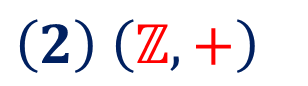 (2) (ℤ, +)